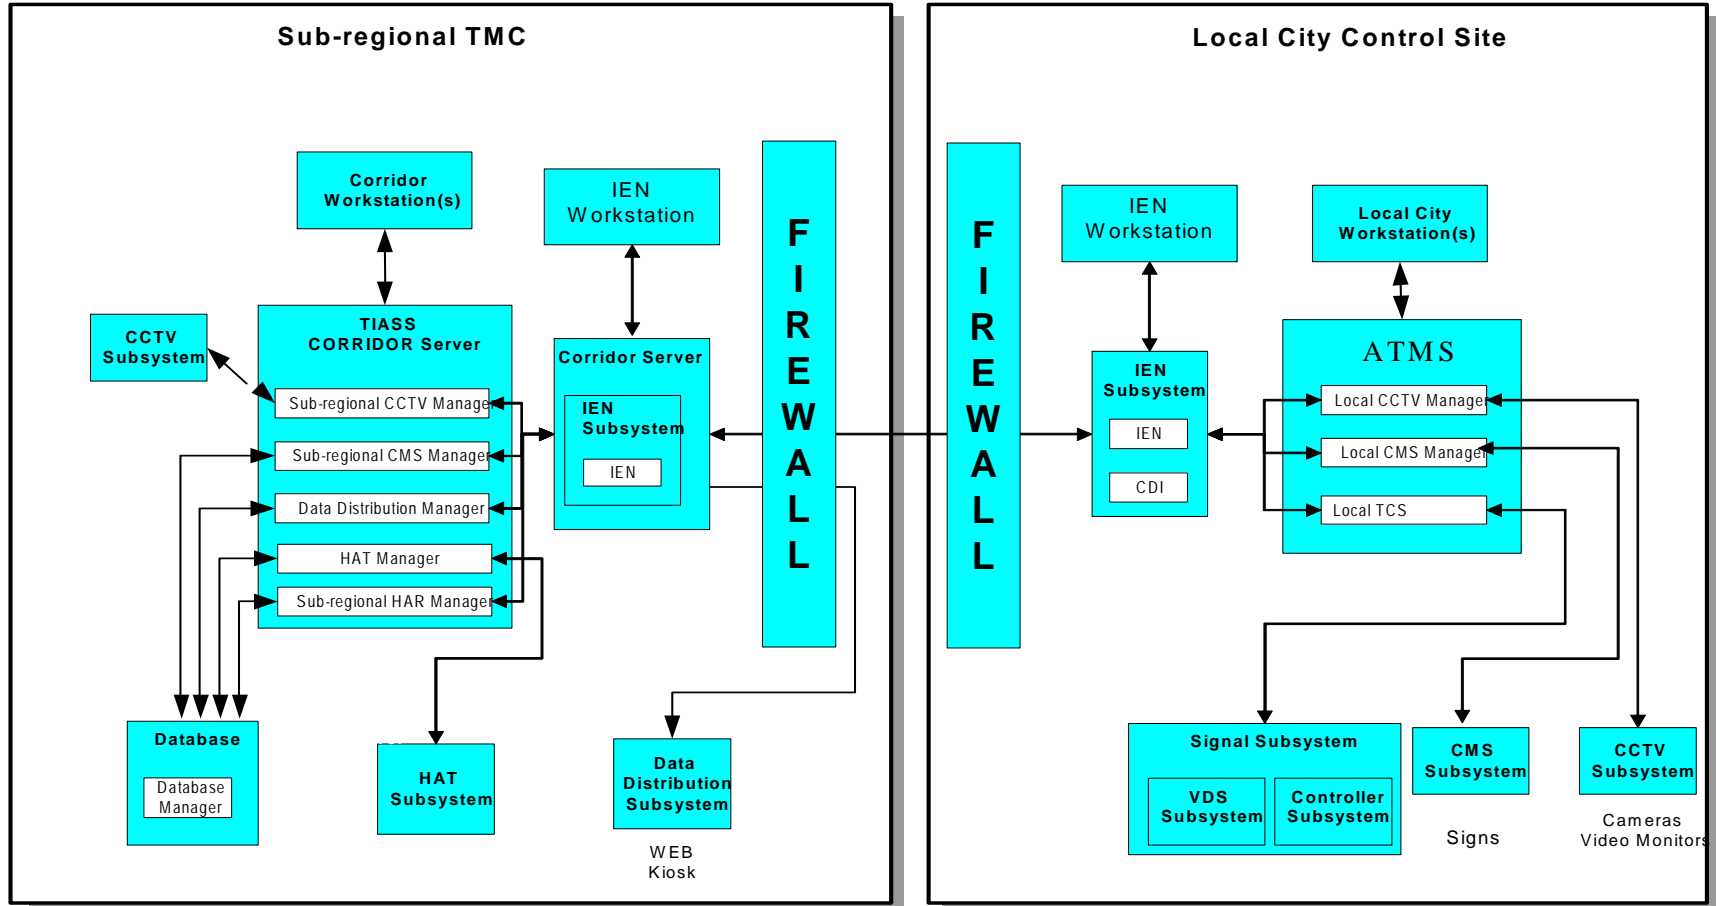 Sub-regional TMC
Corridor
Workstation(s)
IEN
Workstation
CCTV
Subsystem
TIASS
CORRIDOR Server
Sub-regional CCTV Manager
Sub-regional CMS Manager
Data Distribution Manager
HAT Manager
Sub-regional HAR Manager
Corridor Server
IEN
Subsystem
IEN
FIREWALL
Database
Database
Manager
HAT
Subsystem
Data
Distribution
Subsystem
WEB
Kiosk
Local City Control Site
FIREWALL
IEN
Workstation
Local City
Workstation(s)
IEN
Subsystem
IEN
CDI
ATMS
Local CCTV Manager
Local CMS Manager
Local TCS
Signal Subsystem
VDS
Subsystem
Controller
Subsystem
CMS
Subsystem
Signs
CCTV
Subsystem
Cameras
Video Monitors